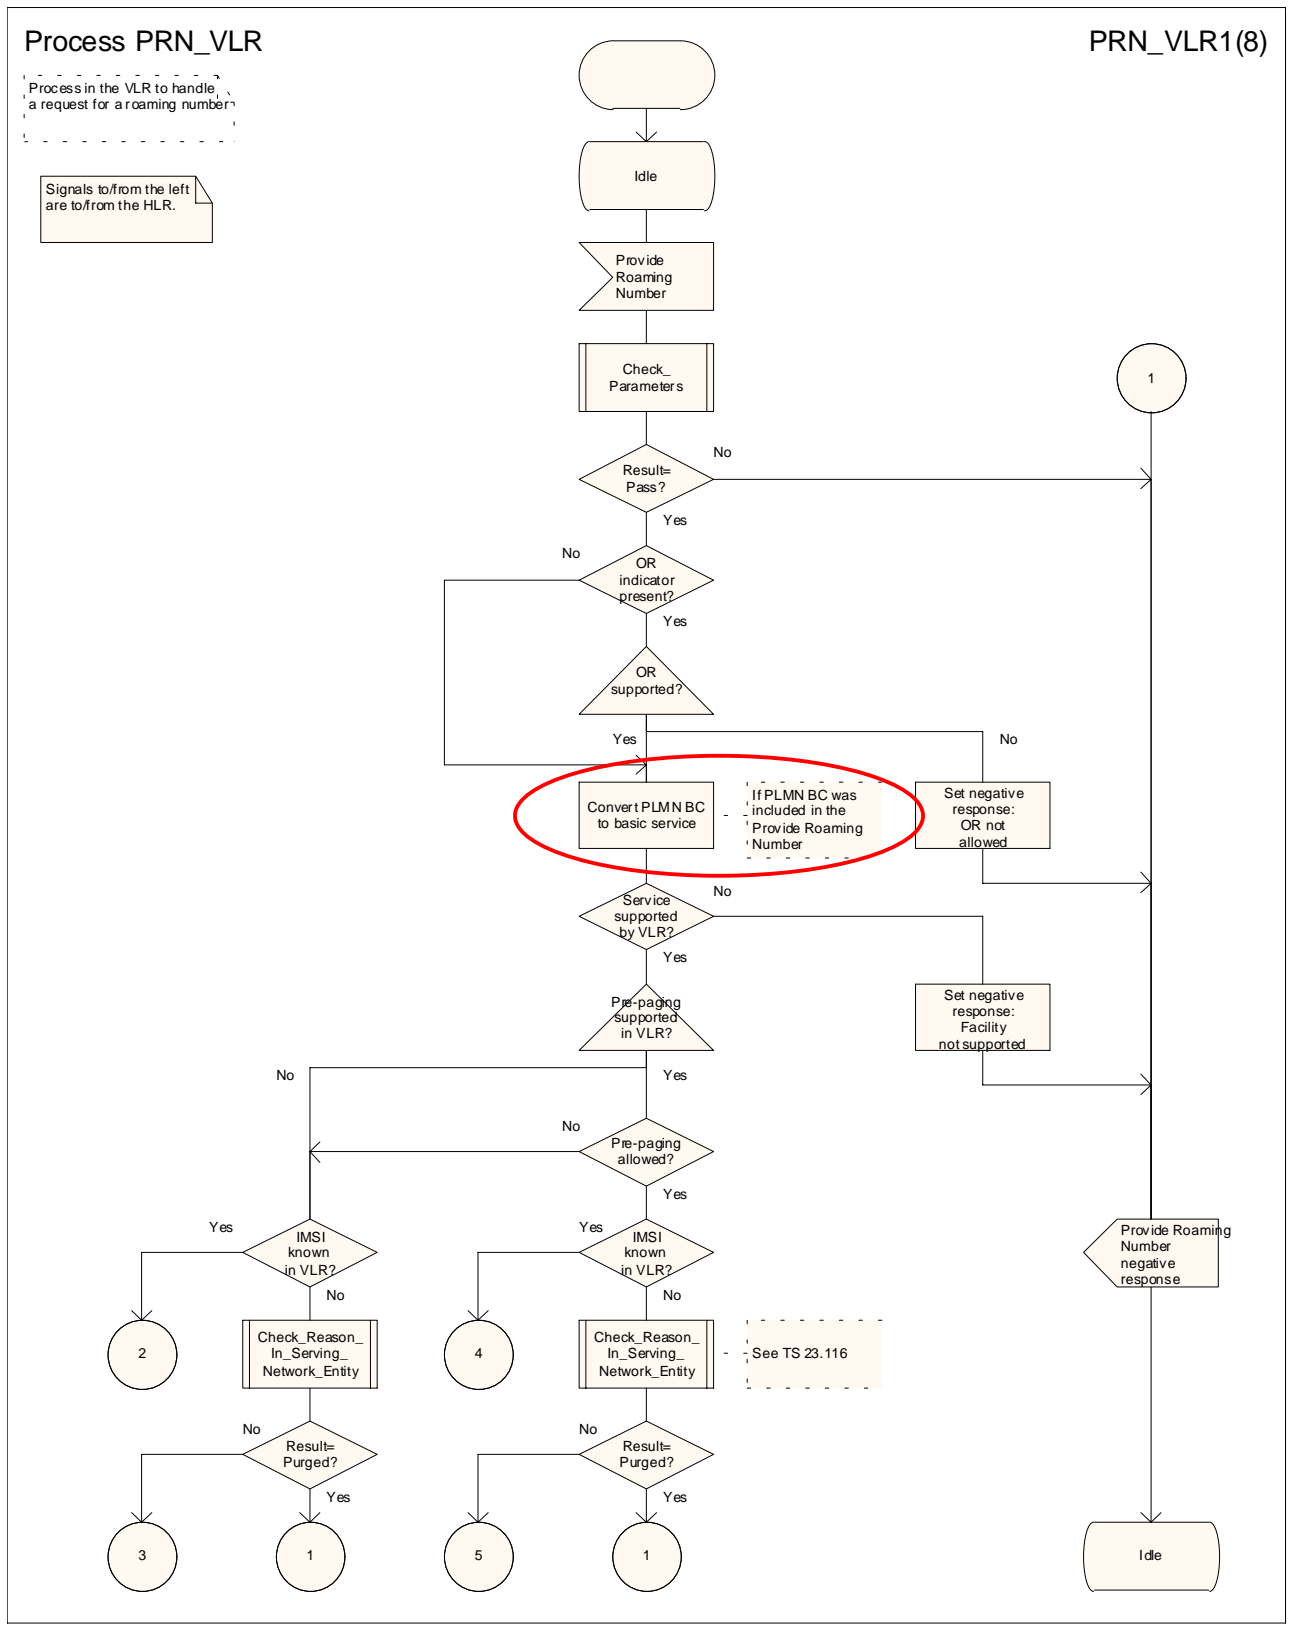 Process PRN_VLR
PRN_VLR1(8)
Process in the VLR to handle
a request for a roaming number
Signals to/from the left
are to/from the HLR.
Idle
Provide
Roaming
Number
Check_
Parameters
1
Result=
Pass?
No
Yes
OR
indicator
present?
No
Yes
OR
supported?
Yes
No
Convert PLMN BC
to basic service
If PLMN BC was
included in the
Provide Roaming
Number
Set negative
response:
OR not
allowed
Service
supported
by VLR?
No
Yes
Set negative
response:
Facility
not supported
Pre-paging
supported
in VLR?
No
Yes
Pre-paging
allowed?
No
Yes
IMSI
known
in VLR?
Yes
No
IMSI
known
in VLR?
Yes
No
Provide Roaming
Number
negative
response
2
Check_Reason_
In_Serving_
Network_Entity
4
Check_Reason_
In_Serving_
Network_Entity
See TS 23.116
Result=
Purged?
No
Yes
Result=
Purged?
No
Yes
3
1
5
1
Idle